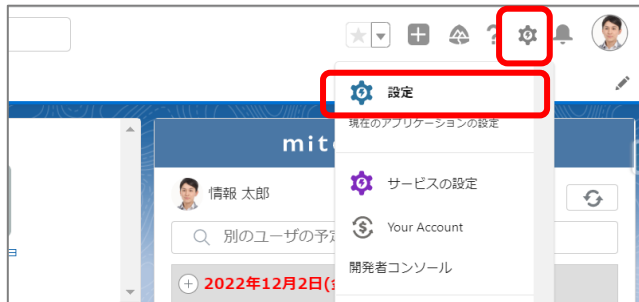 設定
現在のアプリケーションの設定
mit
サービスの設定
情報 太郎
Your Account
別のユーザの予
開発者コンソール
2022年12月2日(